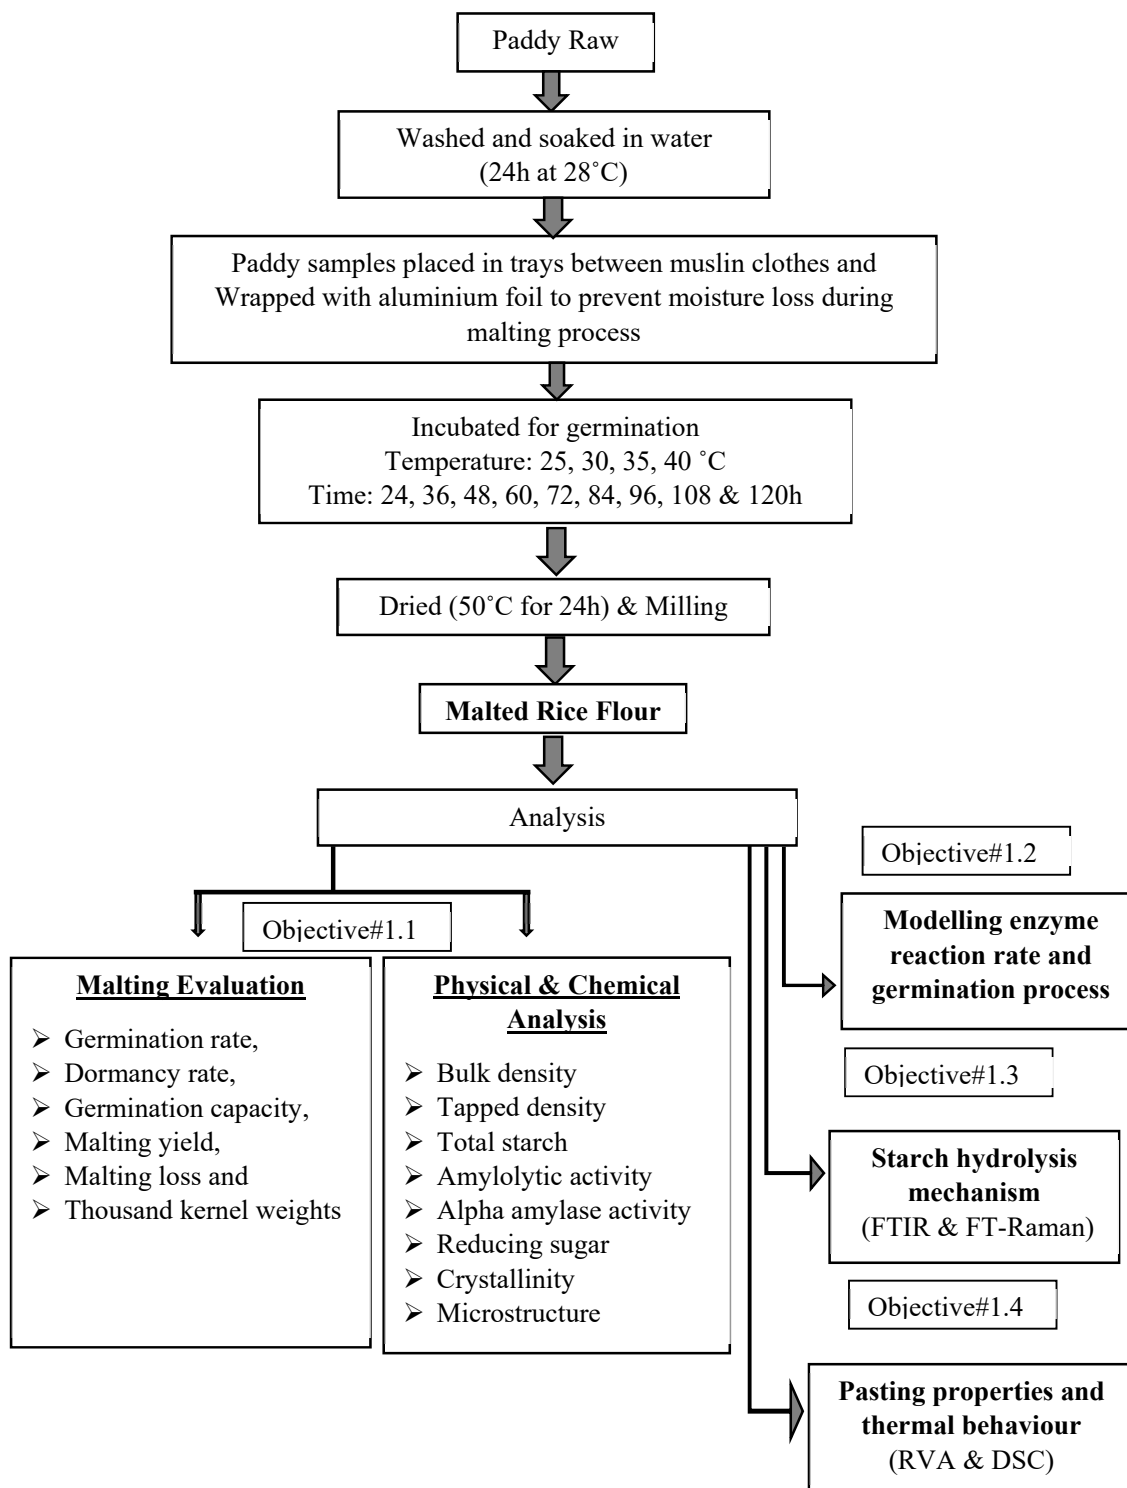 Paddy Raw
Washed and soaked in water
(24h at 28˚C)
Paddy samples placed in trays between muslin clothes and
Wrapped with aluminium foil to prevent moisture loss during
malting process
Incubated for germination
Temperature: 25, 30, 35, 40 ˚C
Time: 24, 36, 48, 60, 72, 84, 96, 108 & 120h
Dried (50˚C for 24h) & Milling
Malted Rice Flour
Analysis
Objective#1.1
Malting Evaluation
➢ Germination rate,
➢ Dormancy rate,
➢ Germination capacity,
➢ Malting yield,
➢ Malting loss and
➢ Thousand kernel weights
Physical & Chemical
Analysis
➢ Bulk density
➢ Tapped density
➢ Total starch
➢ Amylolytic activity
➢ Alpha amylase activity
➢ Reducing sugar
➢ Crystallinity
➢ Microstructure
Objective#1.2
Modelling enzyme
reaction rate and
germination process
Objective#1.3
Starch hydrolysis
mechanism
(FTIR & FT-Raman)
Objective#1.4
Pasting properties and
thermal behaviour
(RVA & DSC)